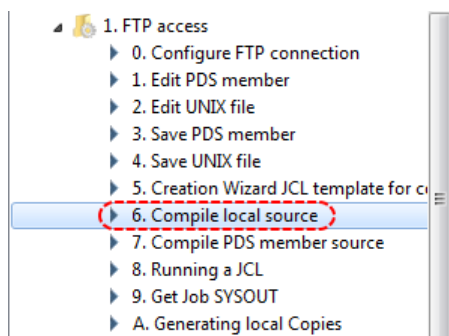 1. FTP access
0. Configure FTP connection
1. Edit PDS member
2. Edit UNIX file
3. Save PDS member
4. Save UNIX file
5. Creation Wizard JCL template for
6. Compile local source
7. Compile PDS member source
8. Running a JCL
9. Get Job SYSOUT
A. Generating local Copies